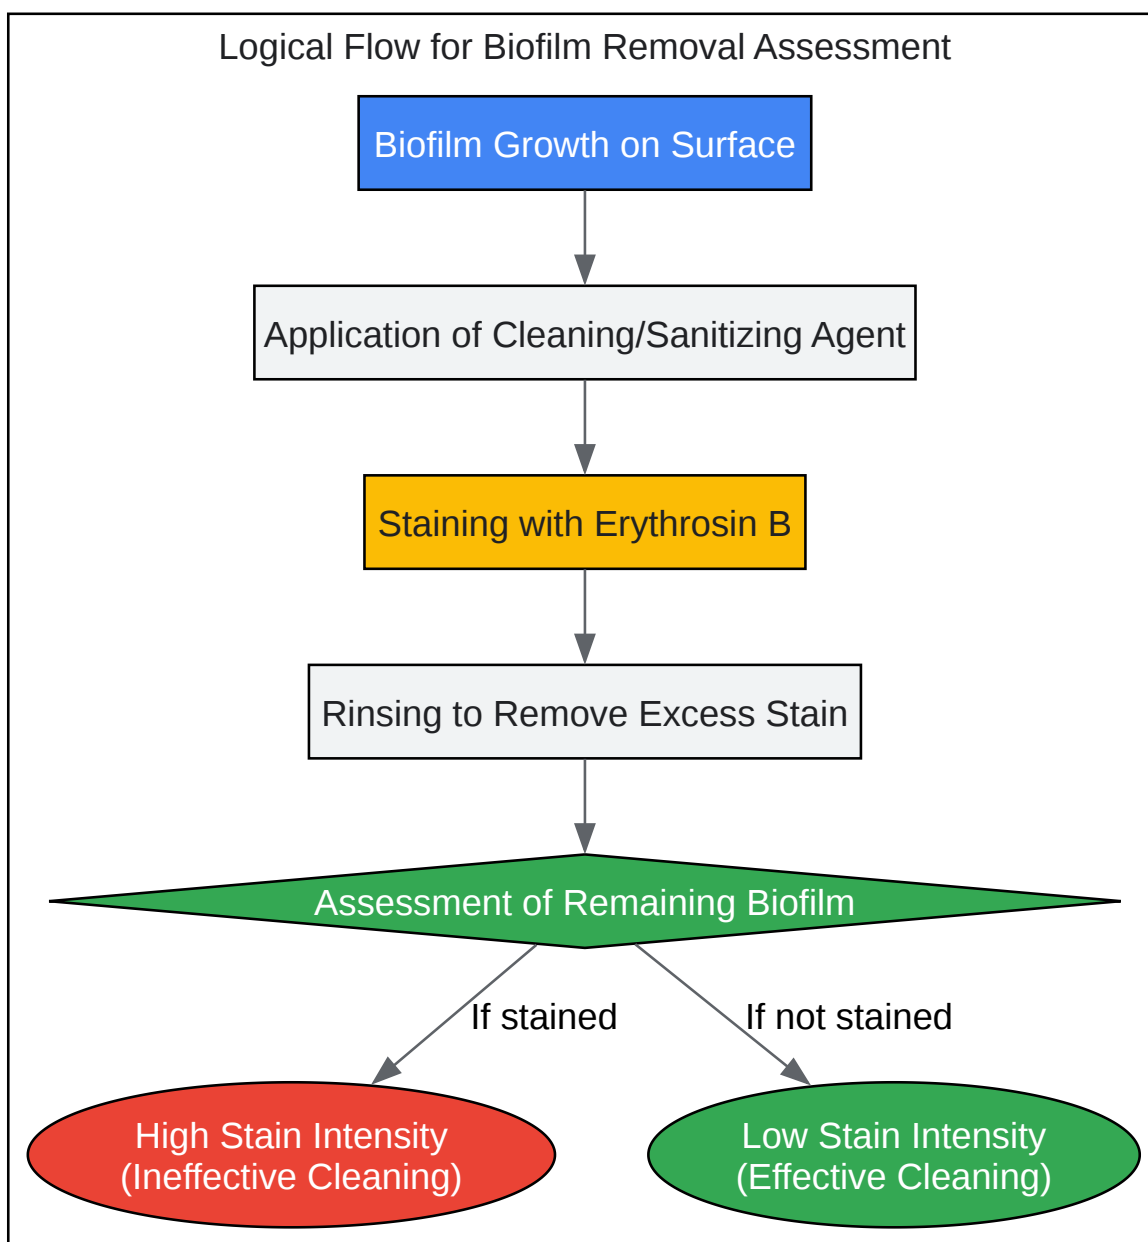 Logical Flow for Biofilm Removal Assessment
Biofilm Growth on Surface
Application of Cleaning/Sanitizing Agent
Staining with Erythrosin B
Rinsing to Remove Excess Stain
Assessment of Remaining Biofilm
If stained
If not stained
High Stain Intensity
(Ineffective Cleaning)
Low Stain Intensity
(Effective Cleaning)